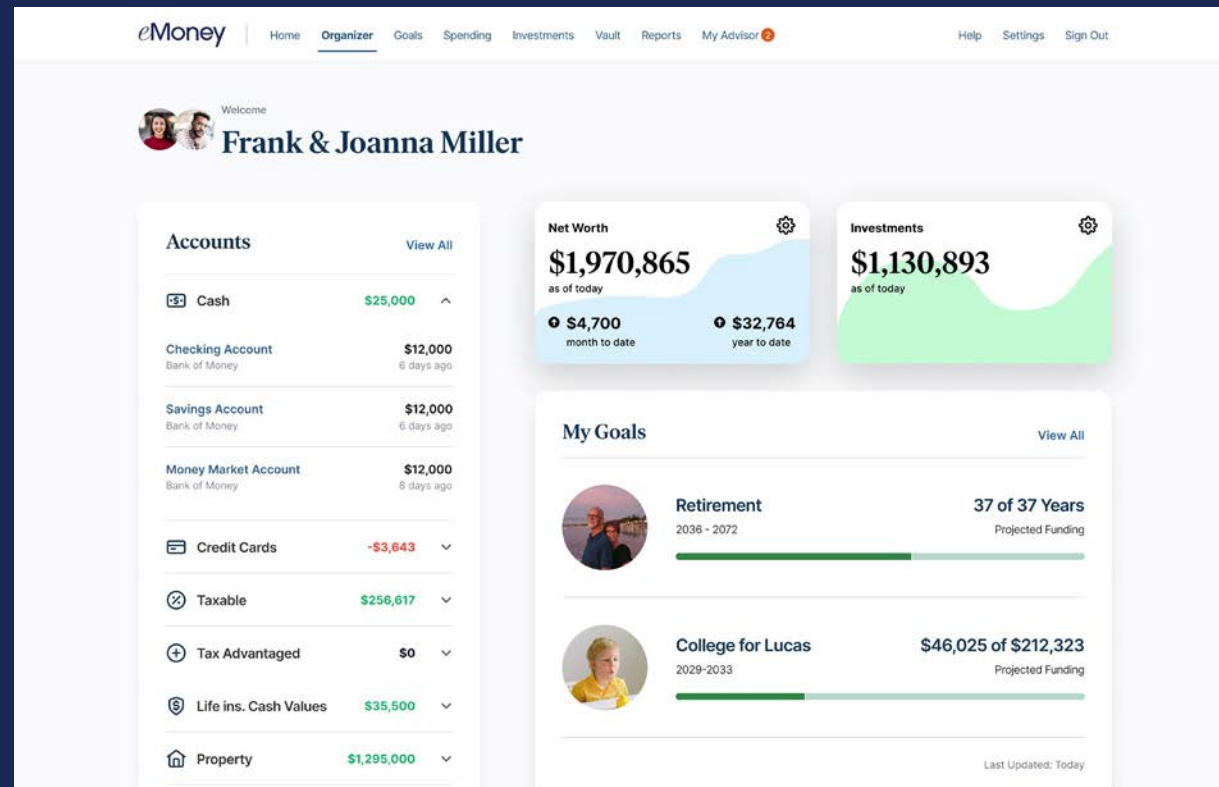 eMoney
Home Organizer Goals Spending Investments Vault Reports My Advisor 2
Help Settings Sign Out
Welcome
Frank & Joanna Miller
Accounts View All
Cash $25,000
Checking Account $12,000
Bank of Money 6 days ago
Savings Account $12,000
Bank of Money 6 days ago
Money Market Account $12,000
Bank of Money 8 days ago
Credit Cards -$3,643
Taxable $256,617
Tax Advantaged $0
Life ins. Cash Values $35,500
Property $1,295,000
Net Worth
$1,970,865
as of today
$4,700 $32,764
month to date year to date
Investments
$1,130,893
as of today
My Goals View All
Retirement 37 of 37 Years
2036 - 2072 Projected Funding
College for Lucas $46,025 of $212,323
2029-2033 Projected Funding
Last Updated: Today